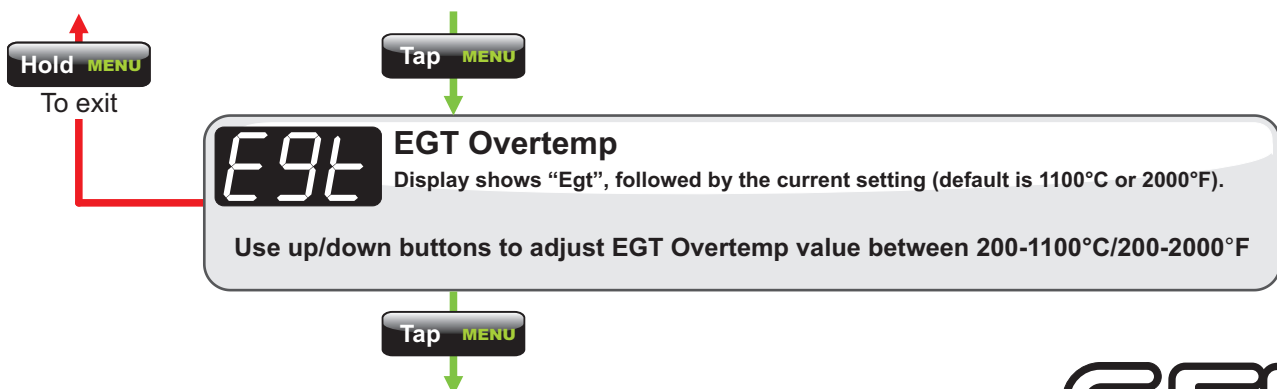 Tap MENU
Hold MENU
To exit
Egt
EGT Overtemp
Display shows “Egt”, followed by the current setting (default is 1100°C or 2000°F).
Use up/down buttons to adjust EGT Overtemp value between 200-1100°C/200-2000°F
Tap MENU